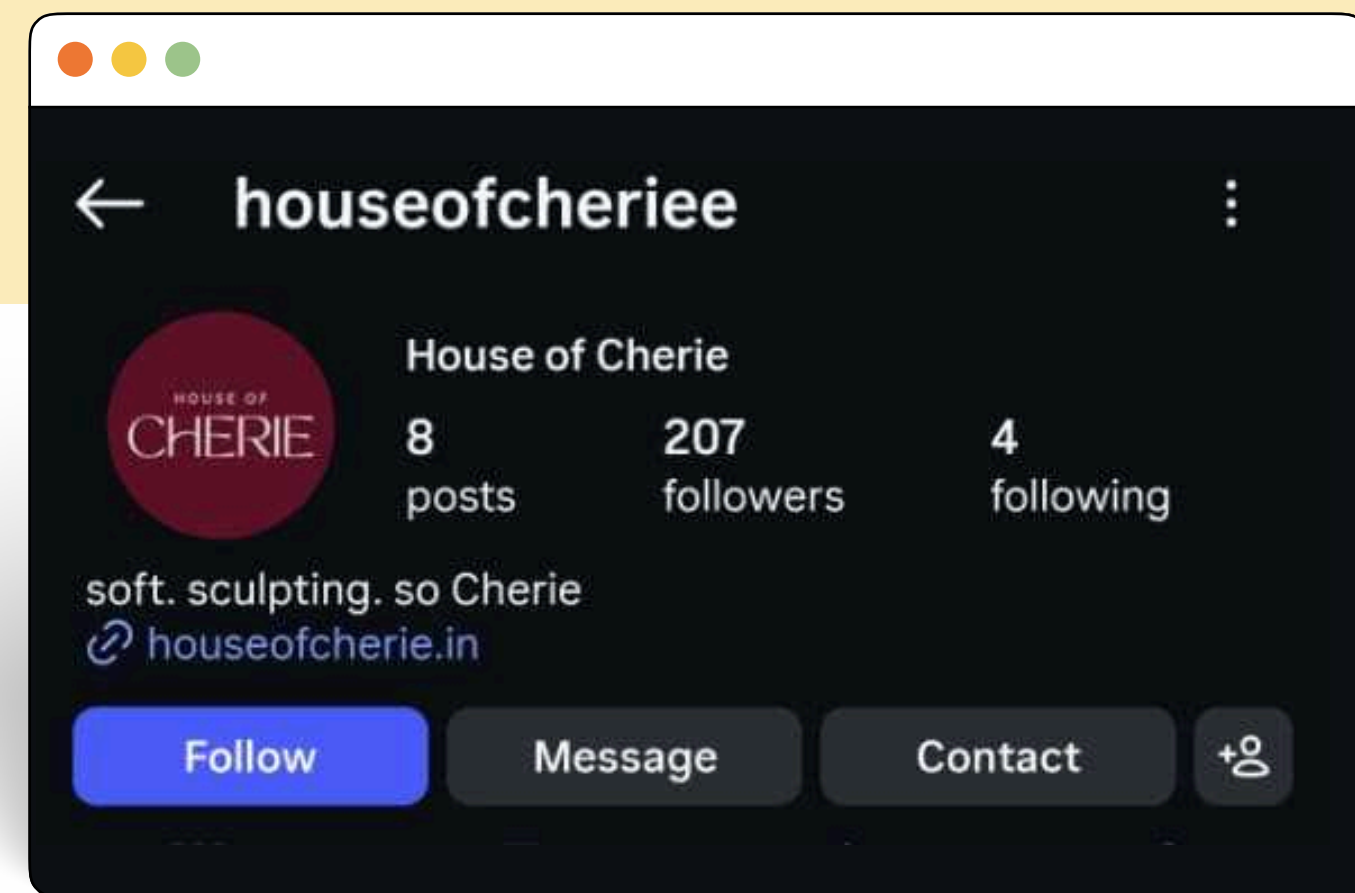 houseofcheriee
HOUSE OF
CHERIE
House of Cherie
8 207 4
posts followers following
soft. sculpting. so Cherie
houseofcherie.in
Follow Message Contact